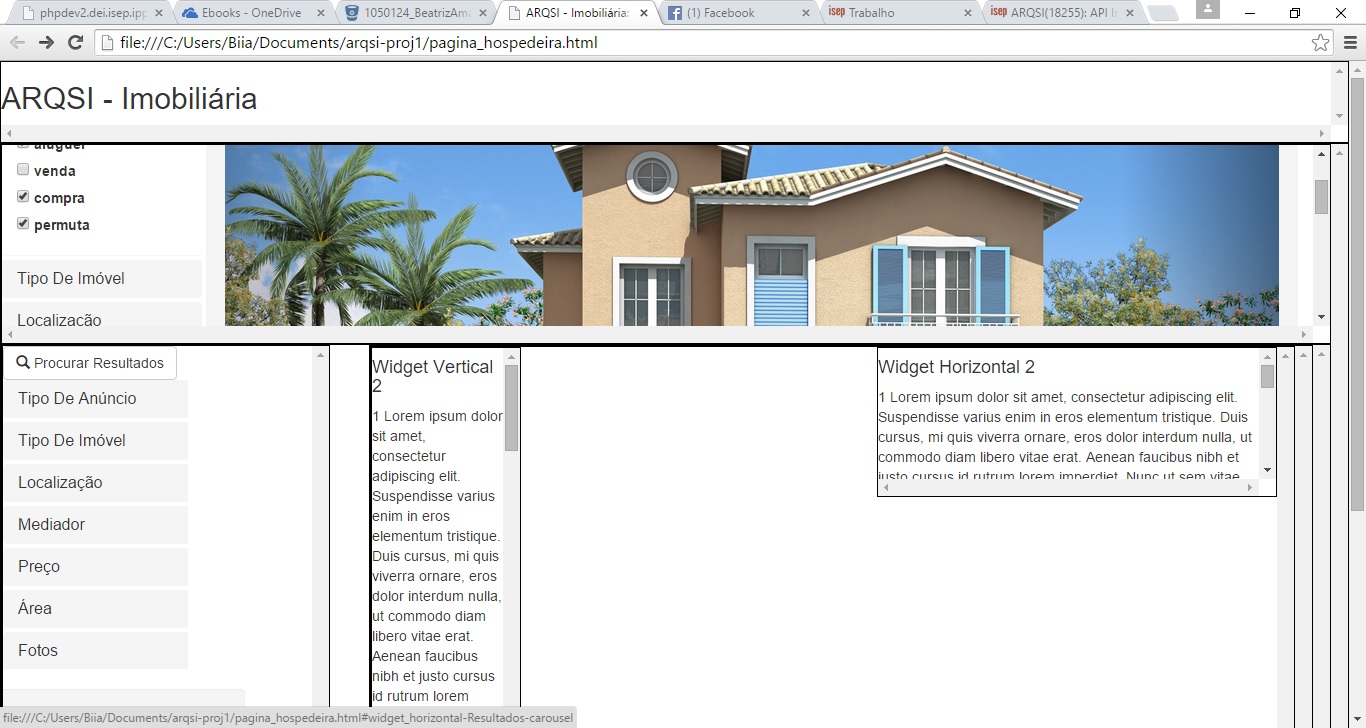 phpdev2.dei.isep.ipp
Ebooks - OneDrive
1050124_BeatrizAma
ARQSI - Imobiliária:
(1) Facebook
isep Trabalho
isep ARQSI(18255): API I
file:///C:/Users/Biia/Documents/arqsi-proj1/pagina_hospedeira.html
ARQSI - Imobiliária
aluguer
venda
compra
permuta
Tipo De Imóvel
Localização
Procurar Resultados
Tipo De Anúncio
Tipo De Imóvel
Localização
Mediador
Preço
Área
Fotos
Widget Vertical
2
1 Lorem ipsum dolor
sit amet,
consectetur
adipiscing elit.
Suspendisse varius
enim in eros
elementum tristique.
Duis cursus, mi quis
viverra ornare, eros
dolor interdum nulla,
ut commodo diam
libero vitae erat.
Aenean faucibus
nibh et justo cursus
id rutrum lorem
Widget Horizontal 2
1 Lorem ipsum dolor sit amet, consectetur adipiscing elit.
Suspendisse varius enim in eros elementum tristique. Duis
cursus, mi quis viverra ornare, eros dolor interdum nulla, ut
commodo diam libero vitae erat. Aenean faucibus nibh et
justo cursus id rutrum lorem imperdiet. Nunc ut sem vitae
file:///C:/Users/Biia/Documents/arqsi-proj1/pagina_hospedeira.html#widget_horizontal-Resultados-carousel